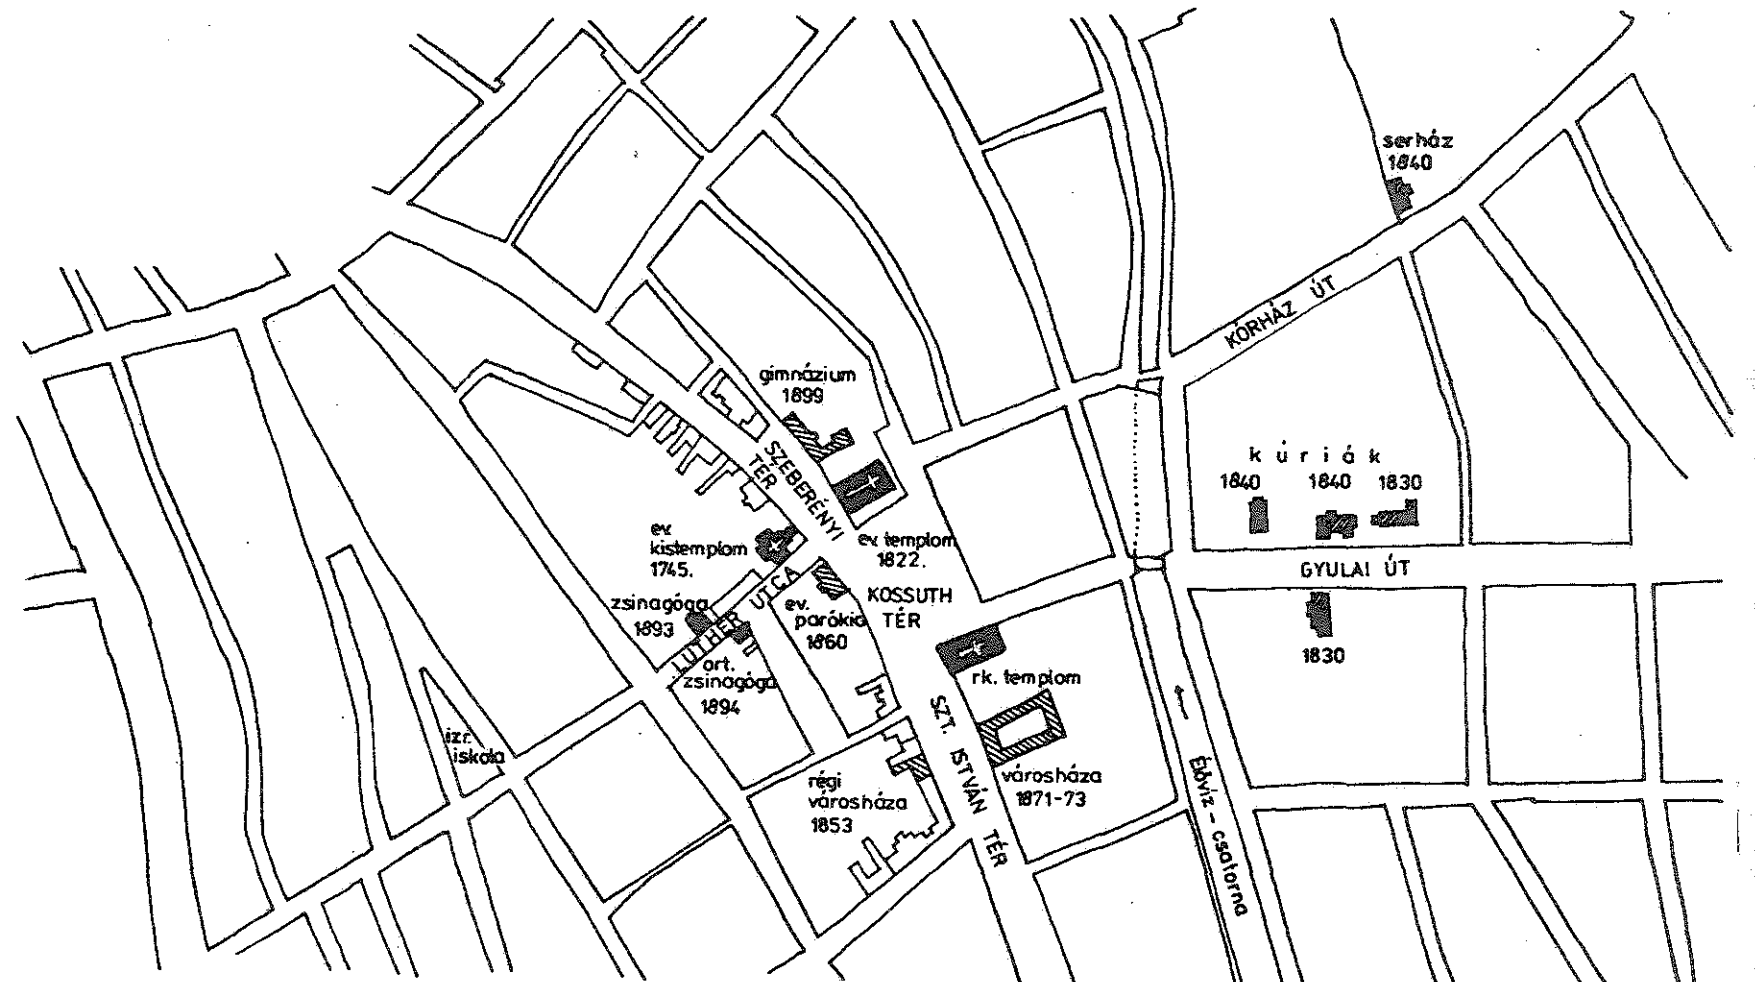 serház
1840
KÓRHÁZ ÚT
gimnázium
1899
SZEBERÉNYI
TÉR
kúriák
1840
1840
1830
ev.
kistemplom
1745.
ev. templom
1822.
GYULAI ÚT
zsinagóga
1893
LUTHER UTCA
ev.
parókia
1860
KOSSUTH
TÉR
1830
ort.
zsinagóga
1894
rk. templom
izr.
iskola
SZT. ISTVÁN TÉR
régi
városháza
1853
városháza
1871-73
Élővíz - csatorna